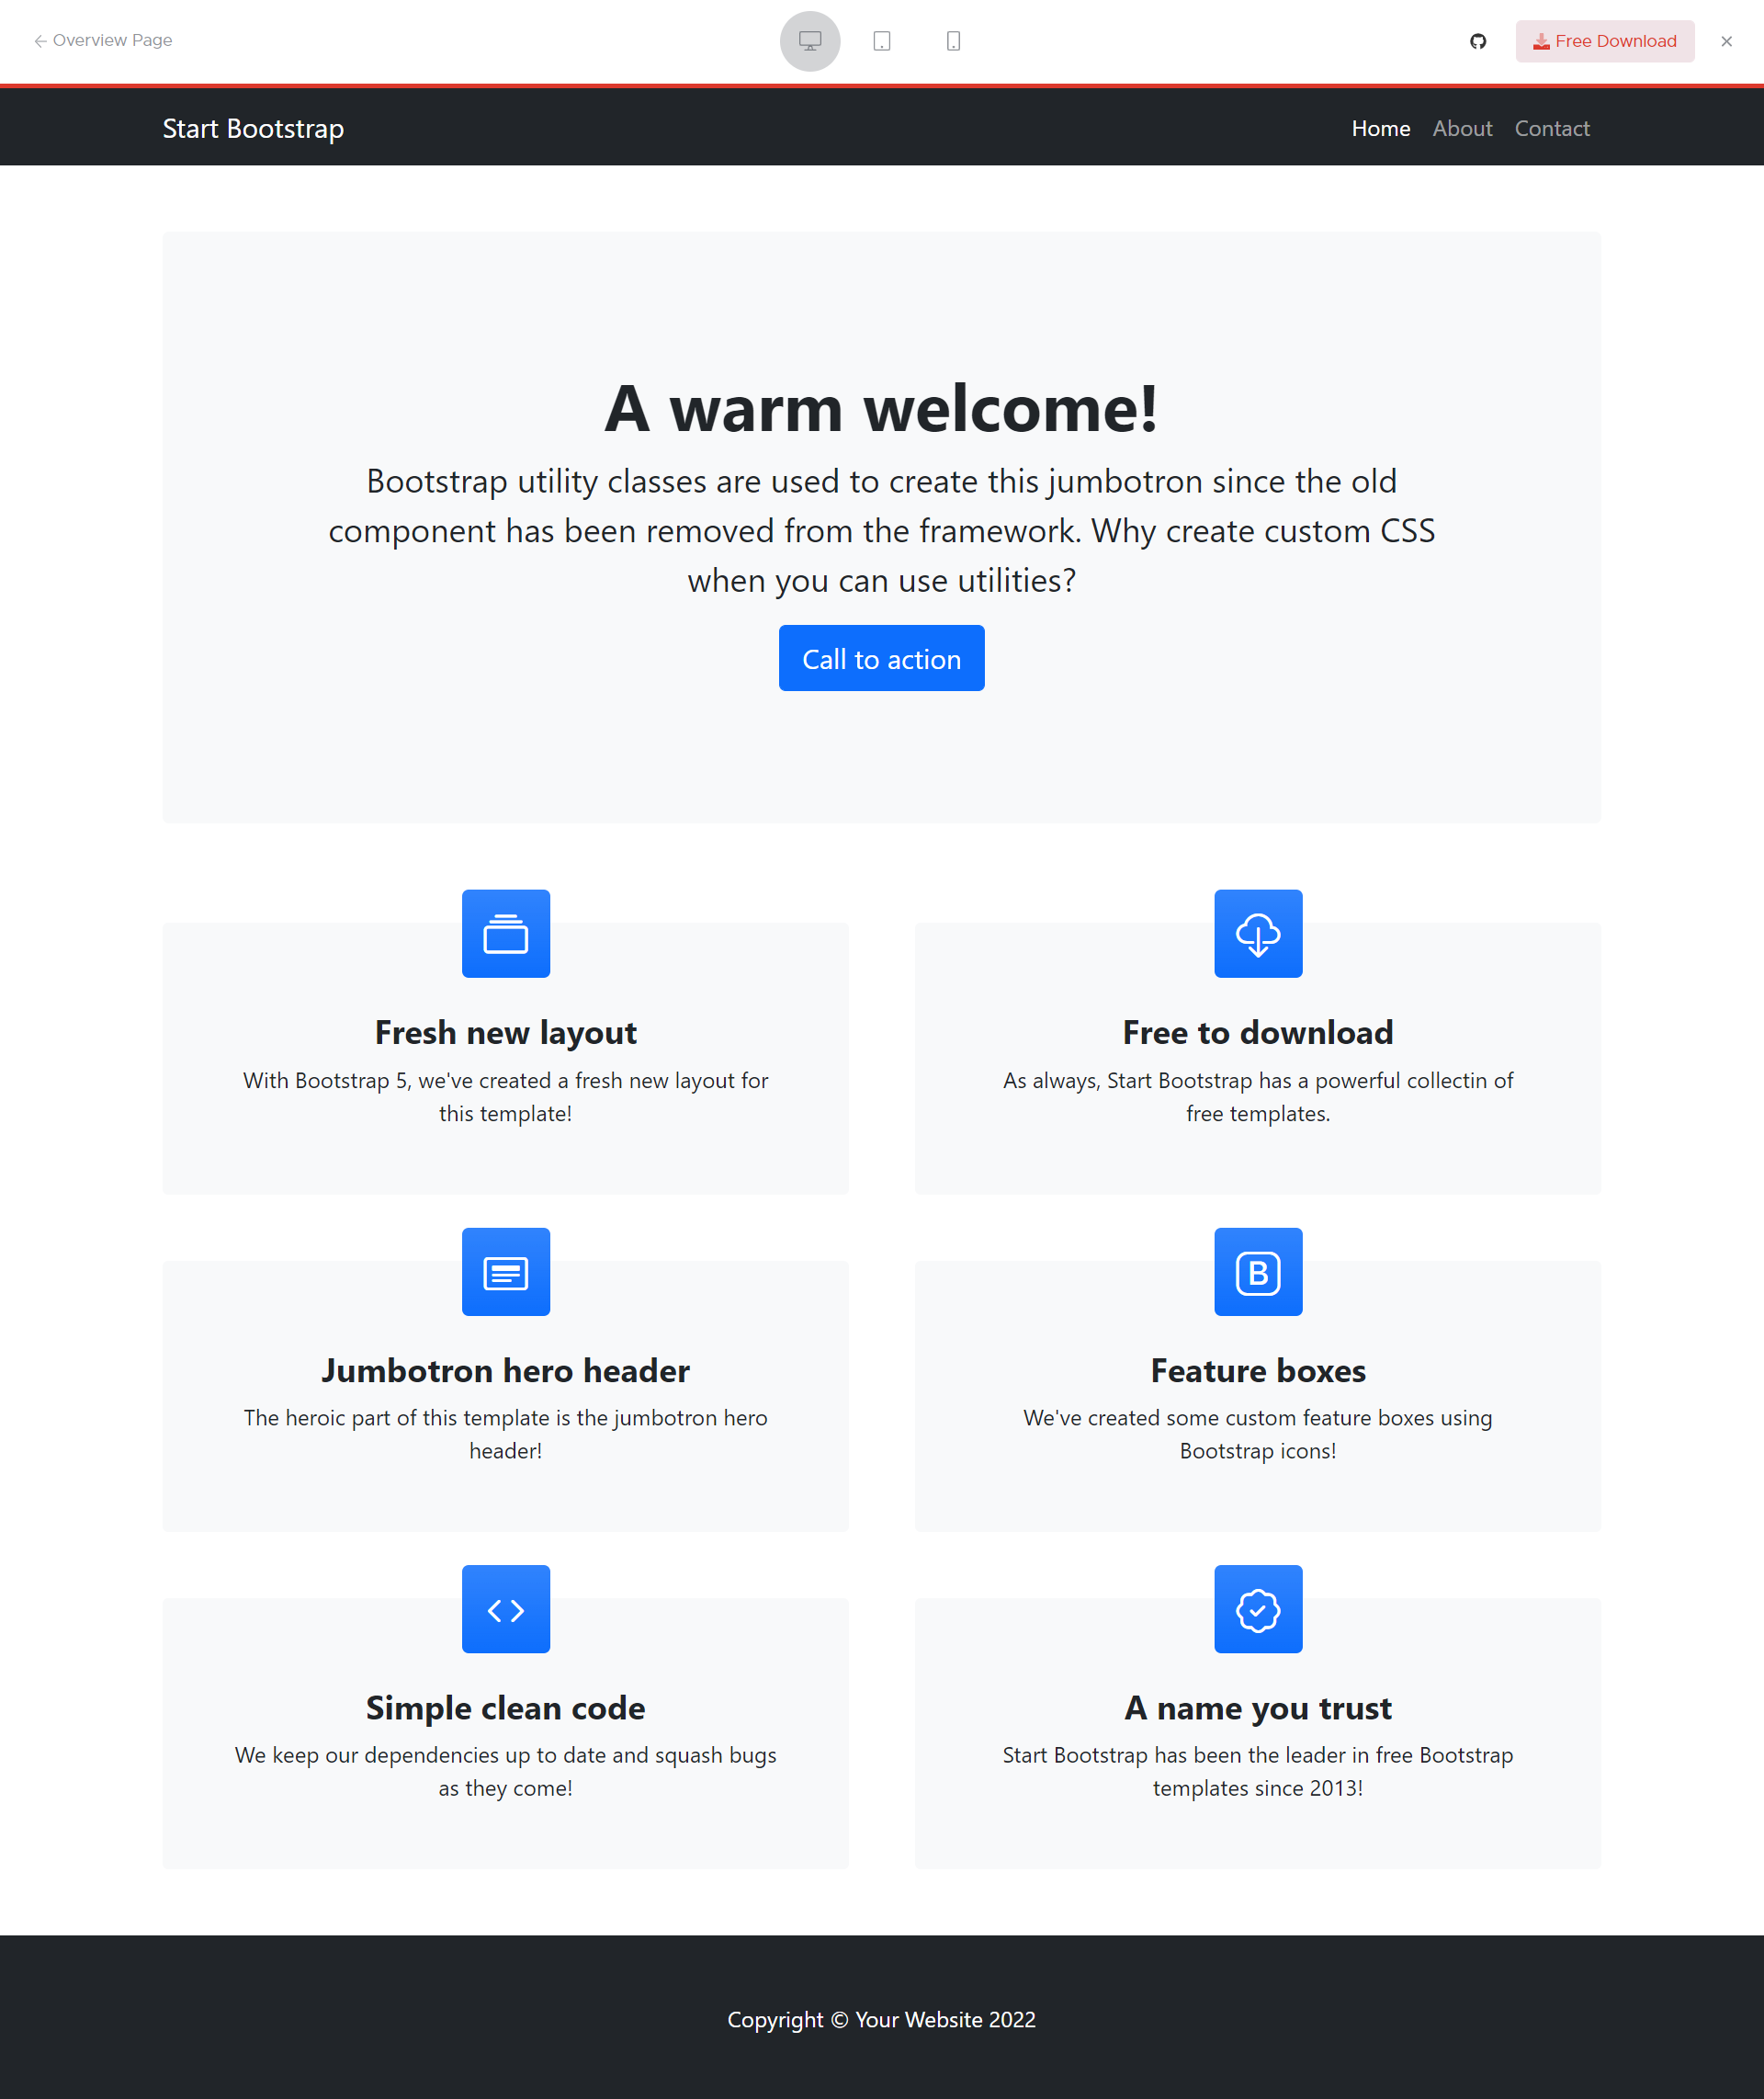 Overview Page
Free Download
Start Bootstrap
Home About Contact
A warm welcome!
Bootstrap utility classes are used to create this jumbotron since the old
component has been removed from the framework. Why create custom CSS
when you can use utilities?
Call to action
Fresh new layout
With Bootstrap 5, we've created a fresh new layout for
this template!
Free to download
As always, Start Bootstrap has a powerful collectin of
free templates.
Jumbotron hero header
The heroic part of this template is the jumbotron hero
header!
B
Feature boxes
We've created some custom feature boxes using
Bootstrap icons!
Simple clean code
We keep our dependencies up to date and squash bugs
as they come!
A name you trust
Start Bootstrap has been the leader in free Bootstrap
templates since 2013!
Copyright © Your Website 2022